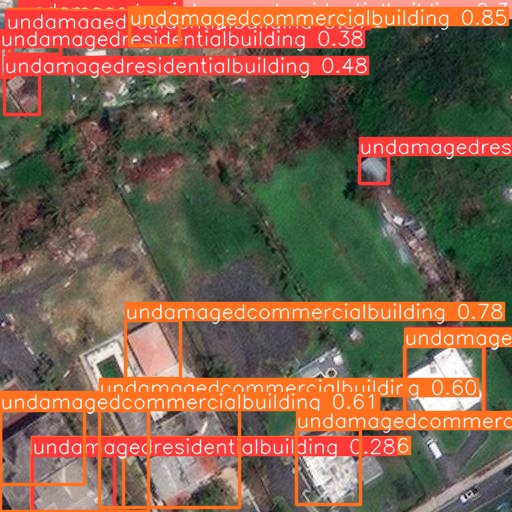 undamagedcommercialbuilding 0.85
undamagedresidentialbuilding 0.38
undamagedresidentialbuilding 0.48
undamagedres
undamagedcommercialbuilding 0.78
undamage
undamagedcommercialbuilding 0.60
undamagedcommercialbuilding 0.61
undamagedcommerc
undamagedresidentialbuilding 0.28